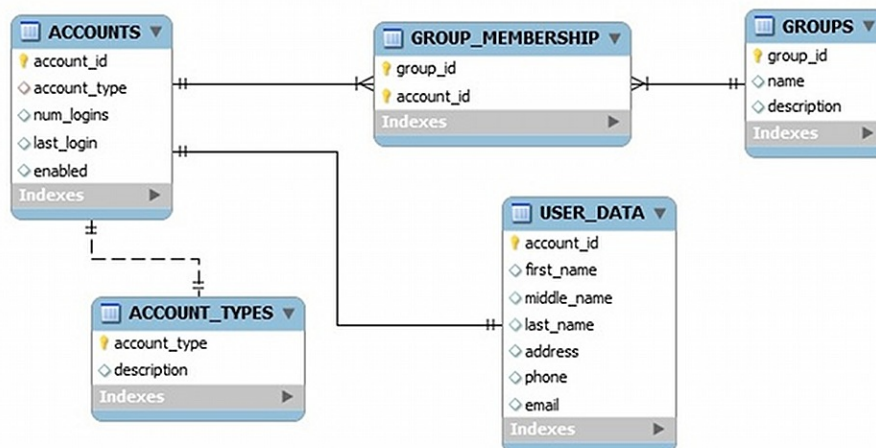 ACCOUNTS
account_id
account_type
num_logins
last_login
enabled
Indexes
GROUP_MEMBERSHIP
group_id
account_id
Indexes
GROUPS
group_id
name
description
Indexes
ACCOUNT_TYPES
account_type
description
Indexes
USER_DATA
account_id
first_name
middle_name
last_name
address
phone
email
Indexes